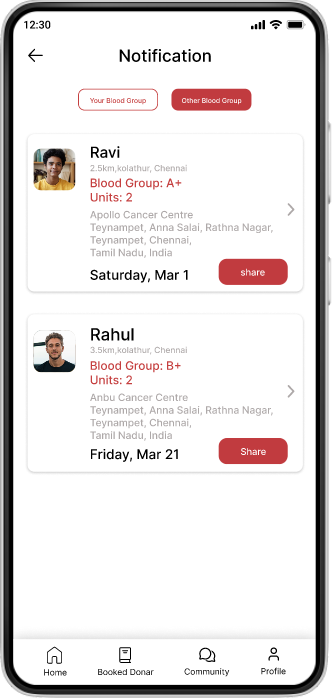 12:30
Notification
Your Blood Group
Other Blood Group
Ravi
2.5km,kolathur, Chennai
Blood Group: A+
Units: 2
Apollo Cancer Centre
Teynampet, Anna Salai, Rathna Nagar,
Teynampet, Chennai,
Tamil Nadu, India
Saturday, Mar 1
share
Rahul
3.5km,kolathur, Chennai
Blood Group: B+
Units: 2
Anbu Cancer Centre
Teynampet, Anna Salai, Rathna Nagar,
Teynampet, Chennai,
Tamil Nadu, India
Friday, Mar 21
Share
Home
Booked Donar
Community
Profile